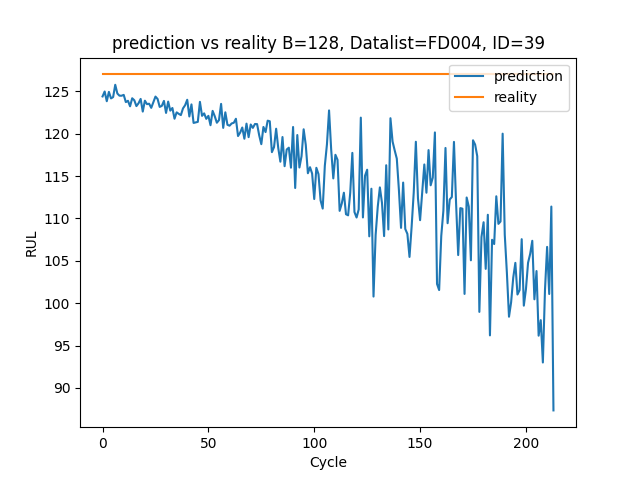 prediction vs reality B=128, Datalist=FD004, ID=39
prediction
reality
RUL
125
120
115
110
105
100
95
90
0
50
100
150
200
Cycle